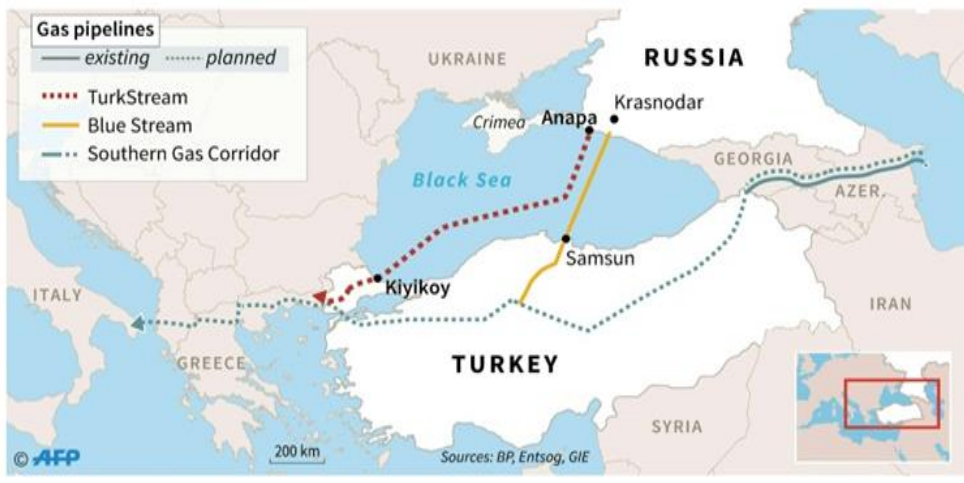 Gas pipelines
existing planned
TurkStream
Blue Stream
Southern Gas Corridor
UKRAINE
RUSSIA
Crimea
Anapa
Krasnodar
Black Sea
GEORGIA
AZER.
Samsun
Kiyikoy
ITALY
IRAN
GREECE
TURKEY
SYRIA
200 km
Sources: BP, Entsog, GIE
© AFP